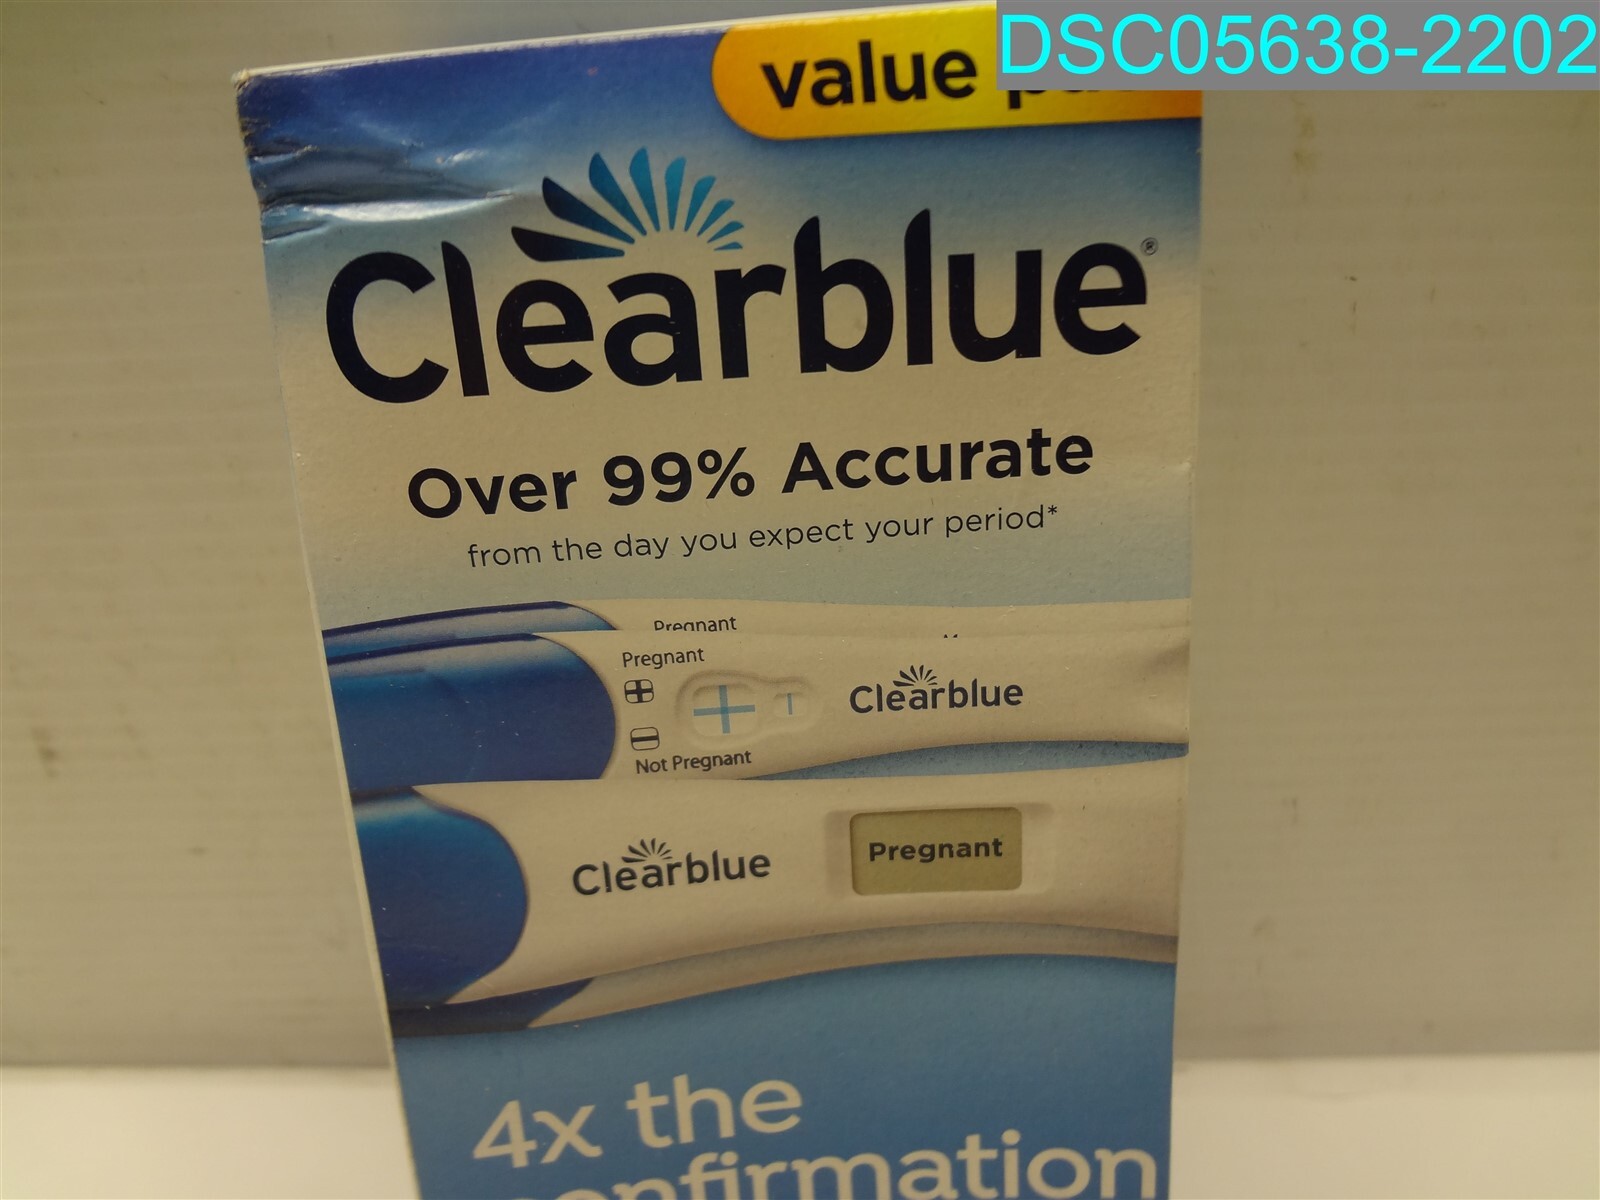 DSC05638-2202
value
Clearblue®
Over 99% Accurate
from the day you expect your period*
Pregnant
Pregnant
Clearblue
Not Pregnant
Clearblue
Pregnant
4x the